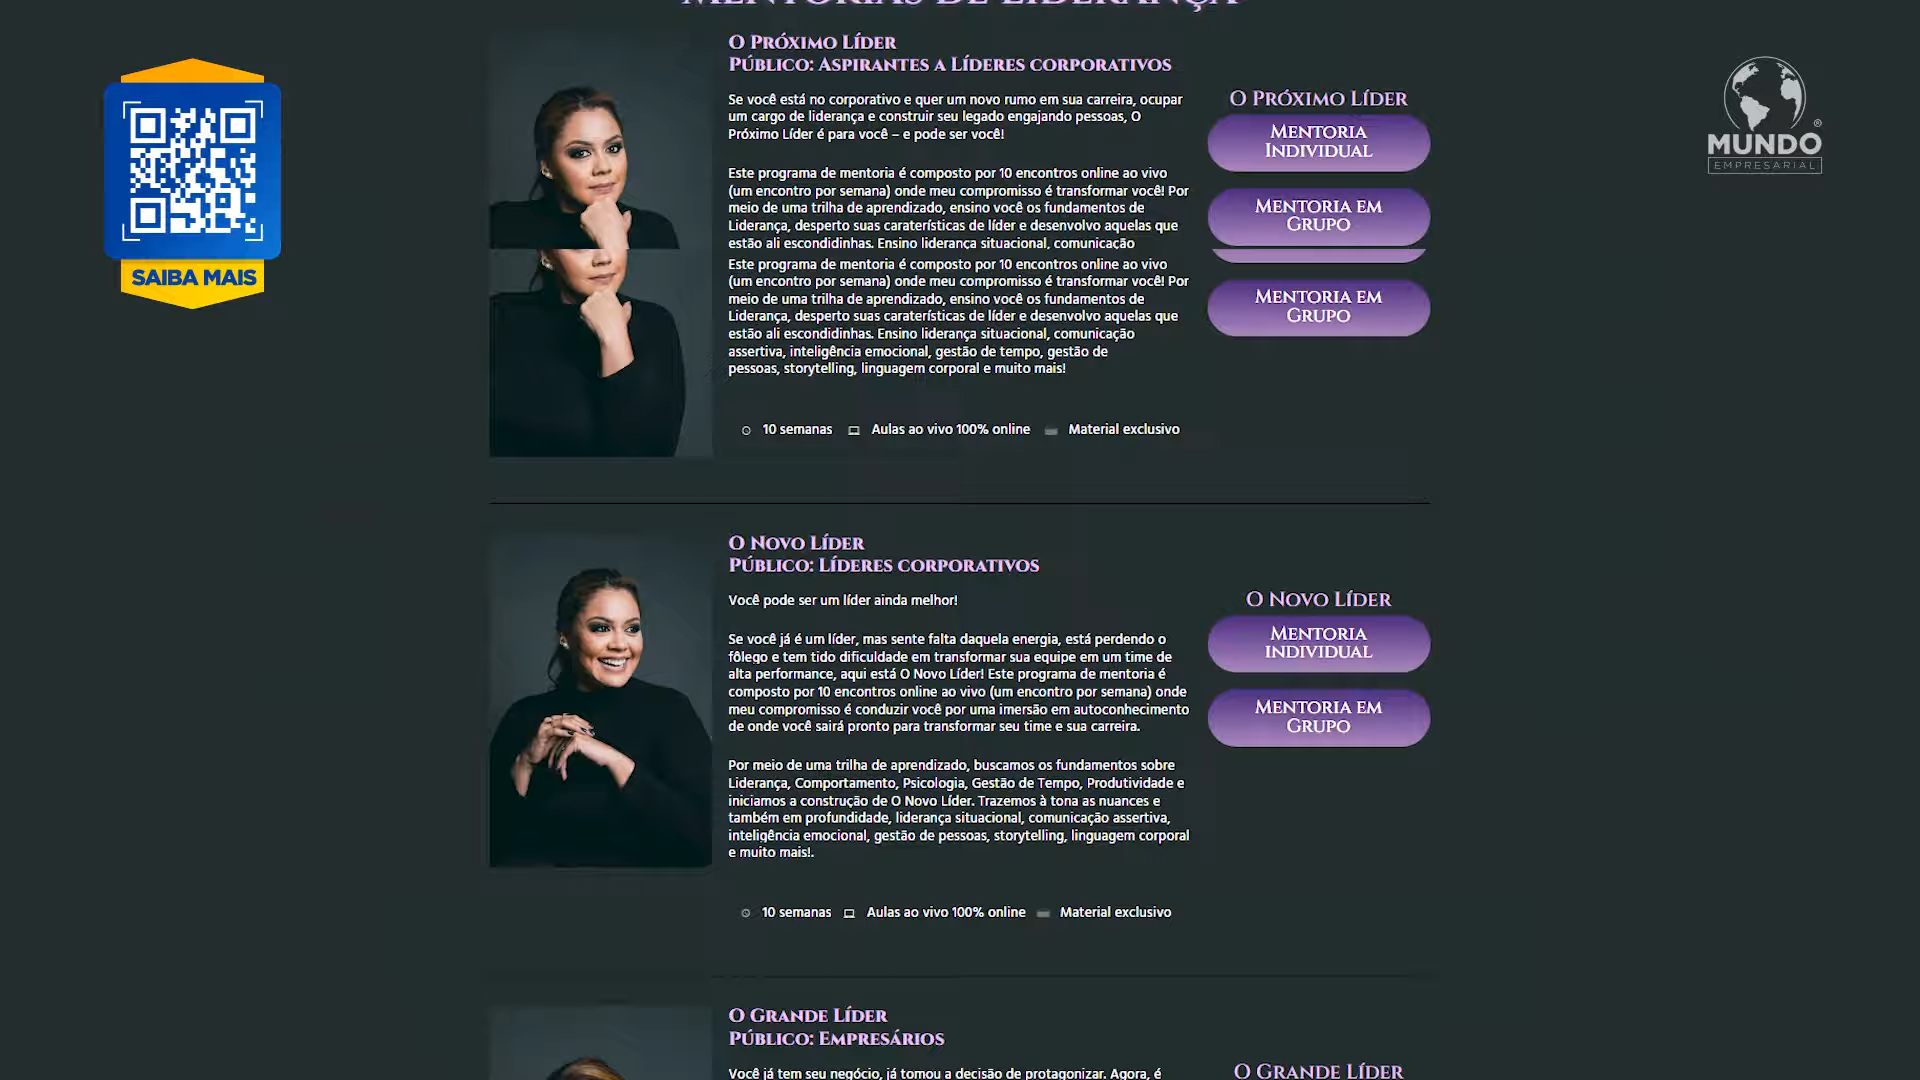 MENTORIAS DE LIDERANÇA
O Próximo Líder
Público: Aspirantes a Líderes corporativos
Se você está no corporativo e quer um novo rumo em sua carreira, ocupar
um cargo de liderança e construir seu legado engajando pessoas, O
Próximo Líder é para você – e pode ser você!
Este programa de mentoria é composto por 10 encontros online ao vivo
(um encontro por semana) onde meu compromisso é transformar você! Por
meio de uma trilha de aprendizado, ensino você os fundamentos de
Liderança, desperto suas caraterísticas de líder e desenvolvo aquelas que
estão ali escondidinhas. Ensino liderança situacional, comunicação
Este programa de mentoria é composto por 10 encontros online ao vivo
(um encontro por semana) onde meu compromisso é transformar você! Por
meio de uma trilha de aprendizado, ensino você os fundamentos de
Liderança, desperto suas caraterísticas de líder e desenvolvo aquelas que
estão ali escondidinhas. Ensino liderança situacional, comunicação
assertiva, inteligência emocional, gestão de tempo, gestão de
pessoas, storytelling, linguagem corporal e muito mais!
10 semanas Aulas ao vivo 100% online Material exclusivo
O Próximo Líder
Mentoria
Individual
Mentoria em
Grupo
Mentoria em
Grupo
SAIBA MAIS
MUNDO
EMPRESARIAL
O Novo Líder
Público: Líderes corporativos
Você pode ser um líder ainda melhor!
Se você já é um líder, mas sente falta daquela energia, está perdendo o
fôlego e tem tido dificuldade em transformar sua equipe em um time de
alta performance, aqui está O Novo Líder! Este programa de mentoria é
composto por 10 encontros online ao vivo (um encontro por semana) onde
meu compromisso é conduzir você por uma imersão em autoconhecimento
de onde você sairá pronto para transformar seu time e sua carreira.
Por meio de uma trilha de aprendizado, buscamos os fundamentos sobre
Liderança, Comportamento, Psicologia, Gestão de Tempo, Produtividade e
iniciamos a construção de O Novo Líder. Trazemos à tona as nuances e
também em profundidade, liderança situacional, comunicação assertiva,
inteligência emocional, gestão de pessoas, storytelling, linguagem corporal
e muito mais!.
10 semanas Aulas ao vivo 100% online Material exclusivo
O Novo Líder
Mentoria
individual
Mentoria em
Grupo
O Grande Líder
Público: Empresários
Você já tem seu negócio, já tomou a decisão de protagonizar. Agora, é
O Grande Líder